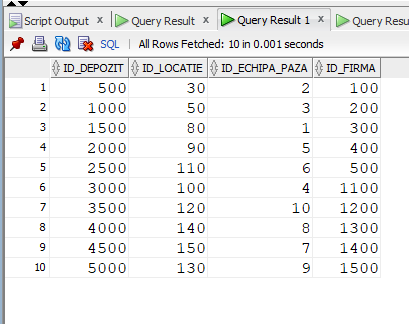 Script Output x Query Result x Query Result 1 x Query Resu
SQL | All Rows Fetched: 10 in 0.001 seconds
ID_DEPOZIT ID_LOCATIE ID_ECHIPA_PAZA ID_FIRMA
1 500 30 2 100
2 1000 50 3 200
3 1500 80 1 300
4 2000 90 5 400
5 2500 110 6 500
6 3000 100 4 1100
7 3500 120 10 1200
8 4000 140 8 1300
9 4500 150 7 1400
10 5000 130 9 1500